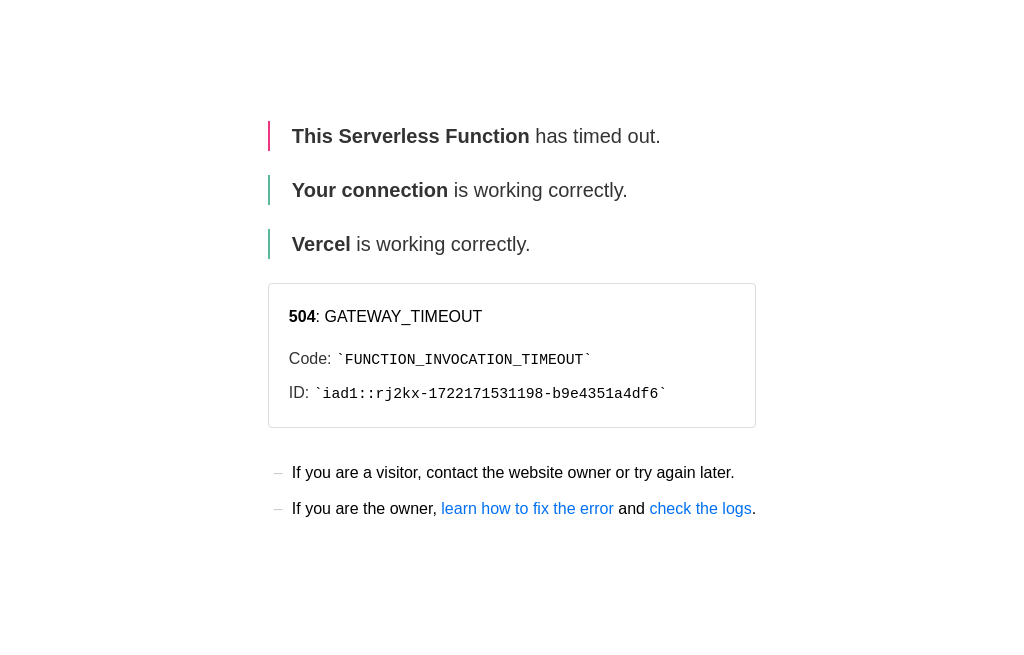 This Serverless Function has timed out.
Your connection is working correctly.
Vercel is working correctly.
504: GATEWAY_TIMEOUT
Code: `FUNCTION_INVOCATION_TIMEOUT`
ID: `iad1::rj2kx-1722171531198-b9e4351a4df6`
– If you are a visitor, contact the website owner or try again later.
– If you are the owner, learn how to fix the error and check the logs.